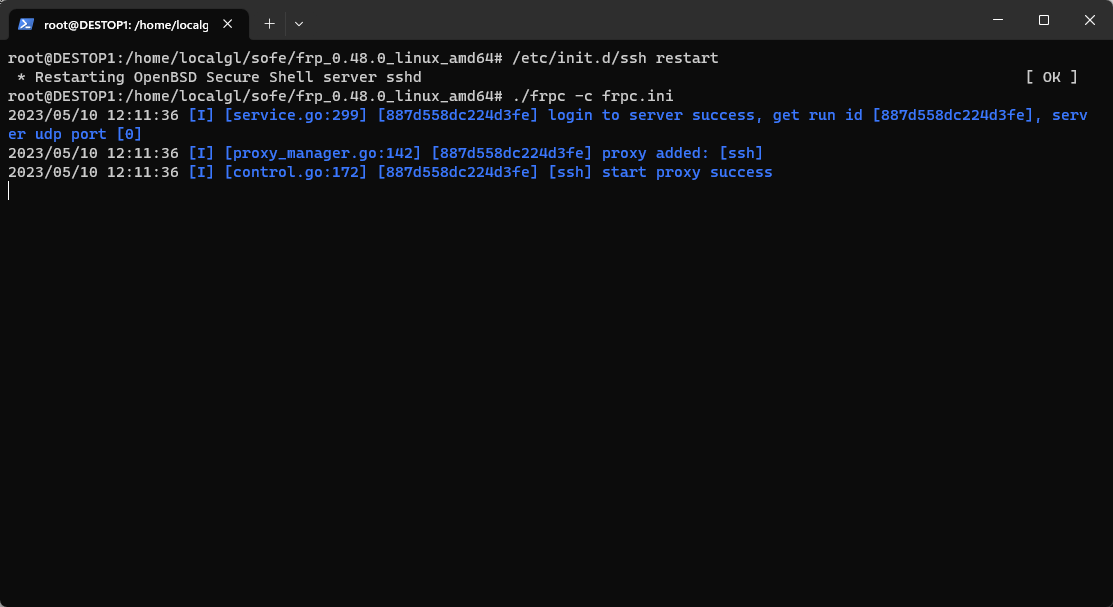 root@DESTOP1: /home/localg
root@DESTOP1:/home/localgl/sofe/frp_0.48.0_linux_amd64# /etc/init.d/ssh restart
 * Restarting OpenBSD Secure Shell server sshd [ OK ]
root@DESTOP1:/home/localgl/sofe/frp_0.48.0_linux_amd64# ./frpc -c frpc.ini
2023/05/10 12:11:36 [I] [service.go:299] [887d558dc224d3fe] login to server success, get run id [887d558dc224d3fe], serv
er udp port [0]
2023/05/10 12:11:36 [I] [proxy_manager.go:142] [887d558dc224d3fe] proxy added: [ssh]
2023/05/10 12:11:36 [I] [control.go:172] [887d558dc224d3fe] [ssh] start proxy success